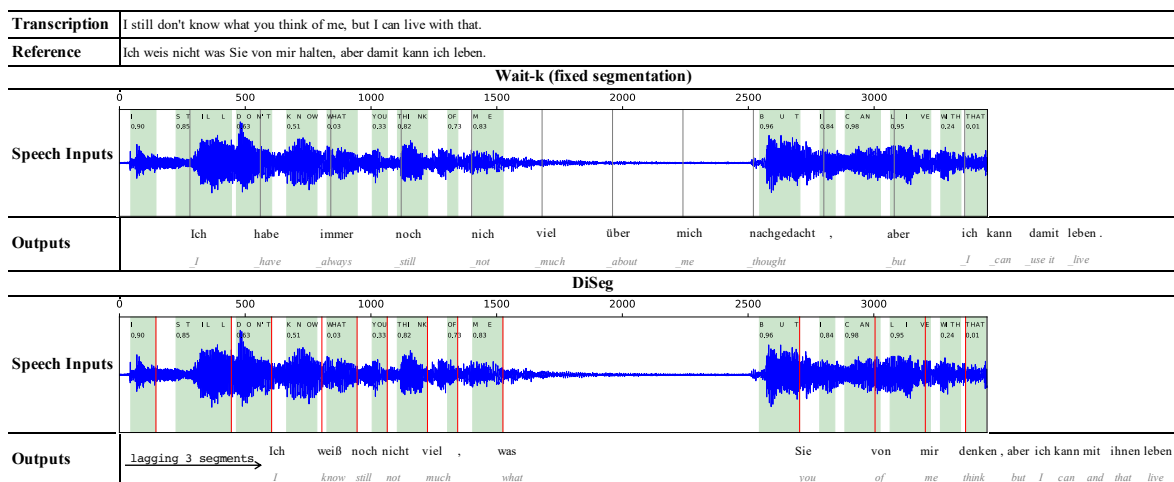 Transcription I still don't know what you think of me, but I can live with that.
Reference Ich weis nicht was Sie von mir halten, aber damit kann ich leben.
Wait-k (fixed segmentation)
0 500 1000 1500 2000 2500 3000
I STILL DON'T KNOW WHAT YOU THINK OF ME BUT I CAN LIVE WITH THAT
0,90 0,85 0,63 0,51 0,03 0,33 0,82 0,73 0,83 0,96 0,84 0,98 0,95 0,24 0,01
Speech Inputs
Outputs
Ich habe immer noch nich viel über mich nachgedacht , aber ich kann damit leben .
_I _have _always _still _not _much _about _me _thought _but _I _can _use it _live
DiSeg
0 500 1000 1500 2000 2500 3000
I STILL DON'T KNOW WHAT YOU THINK OF ME BUT I CAN LIVE WITH THAT
0,90 0,85 0,63 0,51 0,03 0,33 0,82 0,73 0,83 0,96 0,84 0,98 0,95 0,24 0,01
Speech Inputs
Outputs
lagging 3 segments Ich weiß noch nicht viel , was Sie von mir denken , aber ich kann mit ihnen leben
I know still not much what you of me think but I can and that live